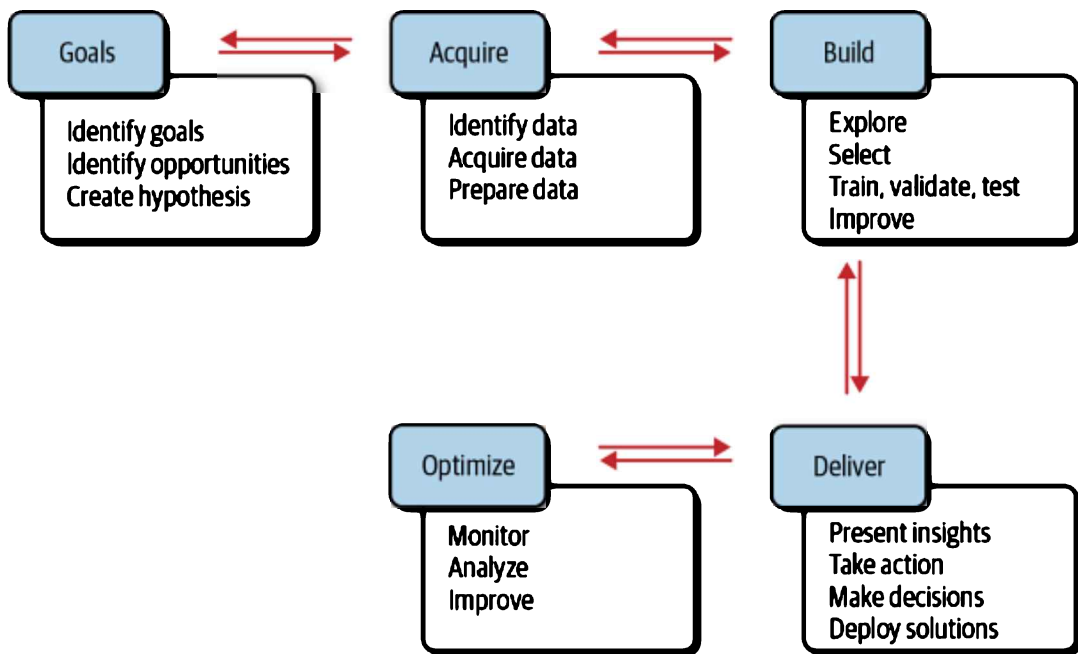 Goals
Identify goals
Identify opportunities
Create hypothesis
Acquire
Identify data
Acquire data
Prepare data
Build
Explore
Select
Train, validate, test
Improve
Optimize
Monitor
Analyze
Improve
Deliver
Present insights
Take action
Make decisions
Deploy solutions